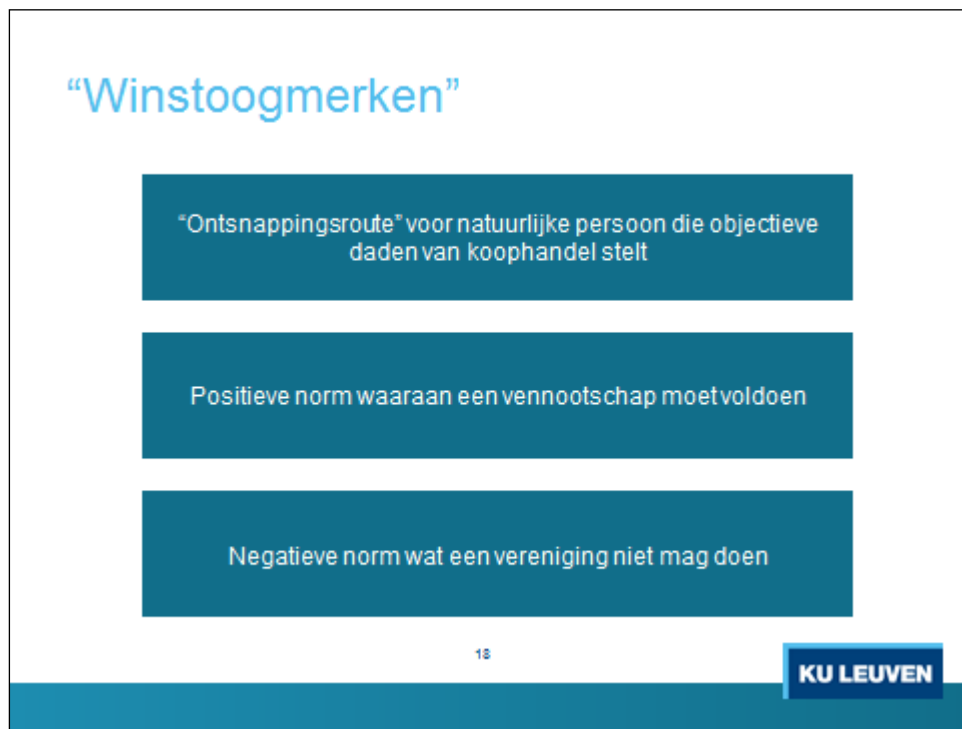 “Winstoogmerken”
“Ontsnappingsroute” voor natuurlijke persoon die objectieve
daden van koophandel stelt
Positieve norm waaraan een vennootschap moet voldoen
Negatieve norm wat een vereniging niet mag doen
18
KU LEUVEN